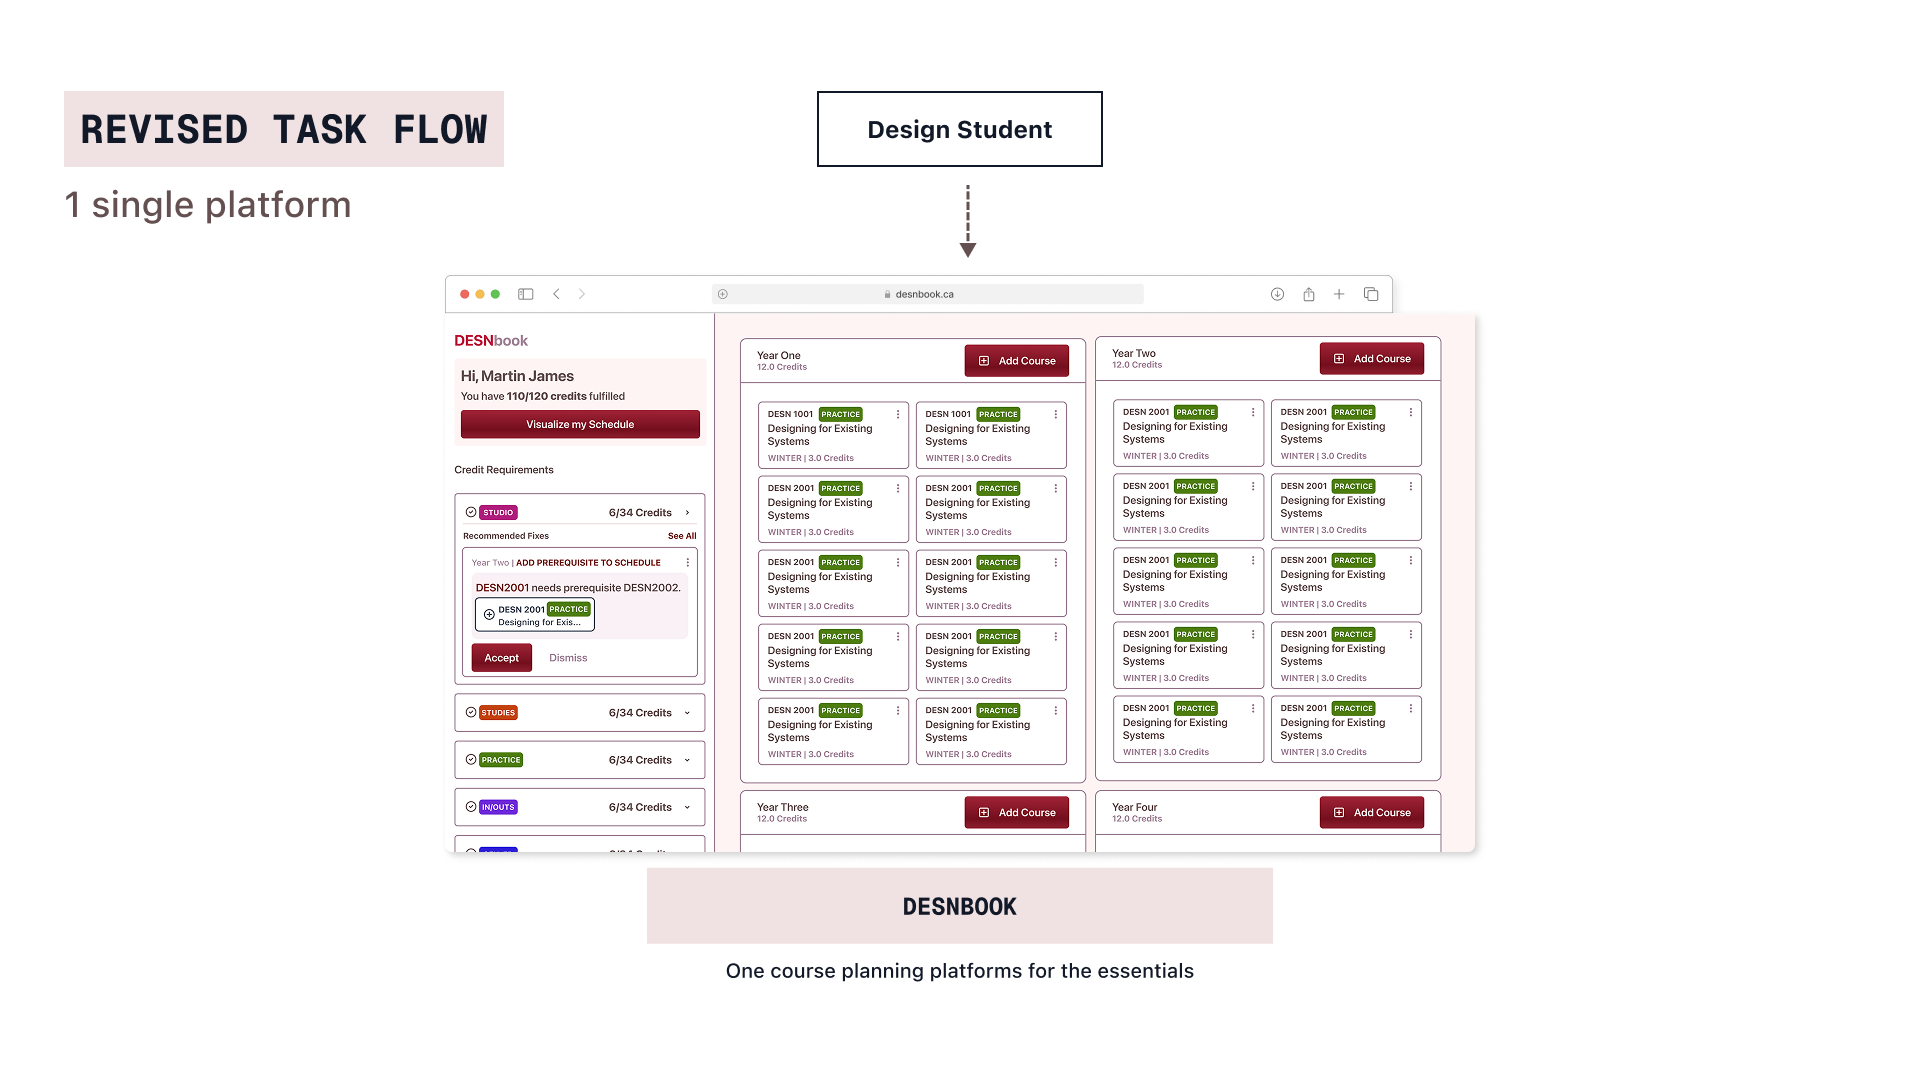 REVISED TASK FLOW
1 single platform
Design Student
desnbook.ca
DESNbook
Hi, Martin James
You have 110/120 credits fulfilled
Visualize my Schedule
Credit Requirements
STUDIO 6/34 Credits
Recommended Fixes See All
Year Two | ADD PREREQUISITE TO SCHEDULE
DESN2001 needs prerequisite DESN2002.
DESN 2001 PRACTICE
Designing for Exis...
Accept Dismiss
STUDIES 6/34 Credits
PRACTICE 6/34 Credits
IN/OUTS 6/34 Credits
Year One
12.0 Credits
Add Course
DESN 1001 PRACTICE
Designing for Existing
Systems
WINTER | 3.0 Credits
DESN 1001 PRACTICE
Designing for Existing
Systems
WINTER | 3.0 Credits
DESN 2001 PRACTICE
Designing for Existing
Systems
WINTER | 3.0 Credits
DESN 2001 PRACTICE
Designing for Existing
Systems
WINTER | 3.0 Credits
DESN 2001 PRACTICE
Designing for Existing
Systems
WINTER | 3.0 Credits
DESN 2001 PRACTICE
Designing for Existing
Systems
WINTER | 3.0 Credits
DESN 2001 PRACTICE
Designing for Existing
Systems
WINTER | 3.0 Credits
DESN 2001 PRACTICE
Designing for Existing
Systems
WINTER | 3.0 Credits
DESN 2001 PRACTICE
Designing for Existing
Systems
WINTER | 3.0 Credits
DESN 2001 PRACTICE
Designing for Existing
Systems
WINTER | 3.0 Credits
Year Two
12.0 Credits
Add Course
DESN 2001 PRACTICE
Designing for Existing
Systems
WINTER | 3.0 Credits
DESN 2001 PRACTICE
Designing for Existing
Systems
WINTER | 3.0 Credits
DESN 2001 PRACTICE
Designing for Existing
Systems
WINTER | 3.0 Credits
DESN 2001 PRACTICE
Designing for Existing
Systems
WINTER | 3.0 Credits
DESN 2001 PRACTICE
Designing for Existing
Systems
WINTER | 3.0 Credits
DESN 2001 PRACTICE
Designing for Existing
Systems
WINTER | 3.0 Credits
DESN 2001 PRACTICE
Designing for Existing
Systems
WINTER | 3.0 Credits
DESN 2001 PRACTICE
Designing for Existing
Systems
WINTER | 3.0 Credits
DESN 2001 PRACTICE
Designing for Existing
Systems
WINTER | 3.0 Credits
DESN 2001 PRACTICE
Designing for Existing
Systems
WINTER | 3.0 Credits
Year Three
12.0 Credits
Add Course
Year Four
12.0 Credits
Add Course
DESNBOOK
One course planning platforms for the essentials